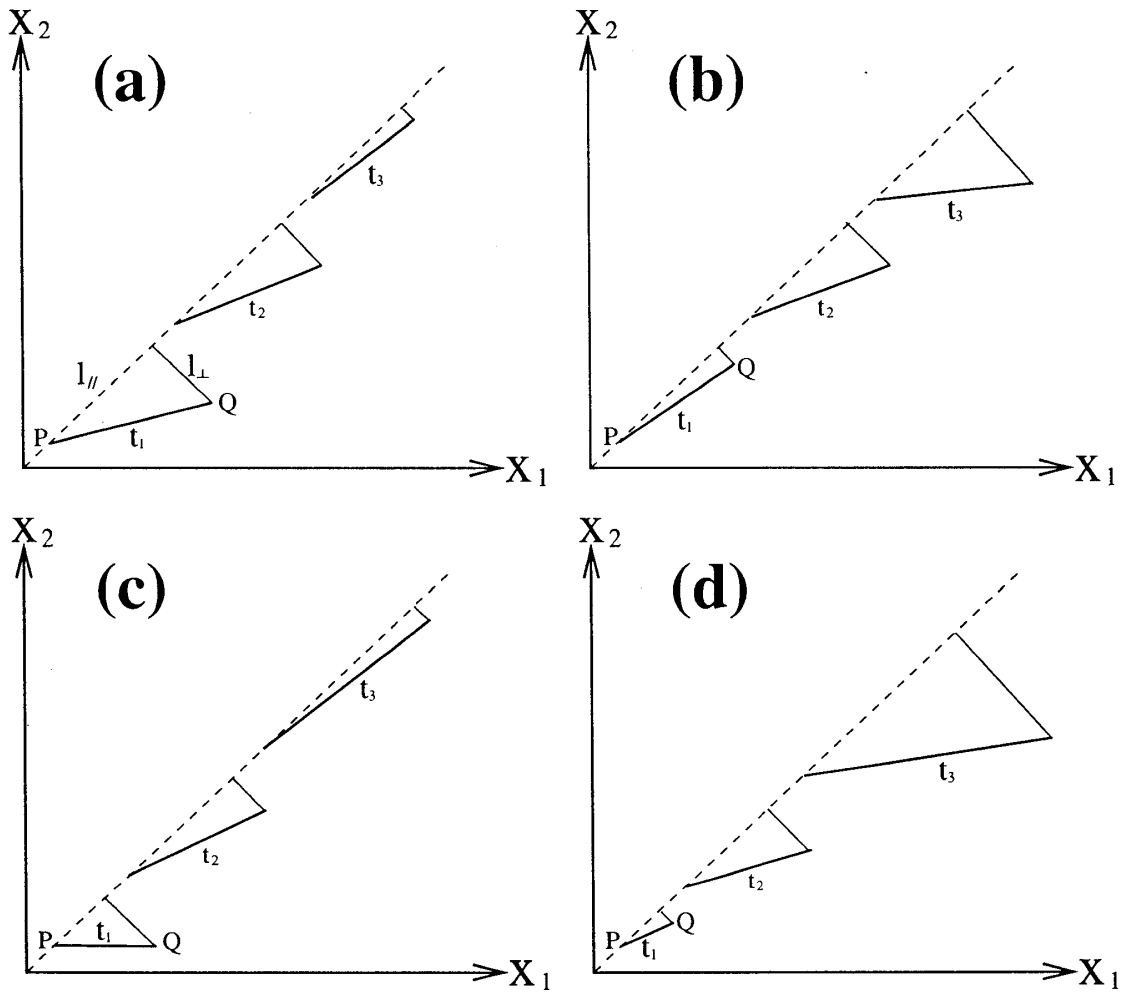 X₂
(a)
t₃
t₂
l∥
l⊥
P
Q
t₁
X₁
X₂
(b)
t₃
t₂
Q
P
t₁
X₁
X₂
(c)
t₃
t₂
P
t₁
Q
X₁
X₂
(d)
t₃
t₂
P
Q
t₁
X₁